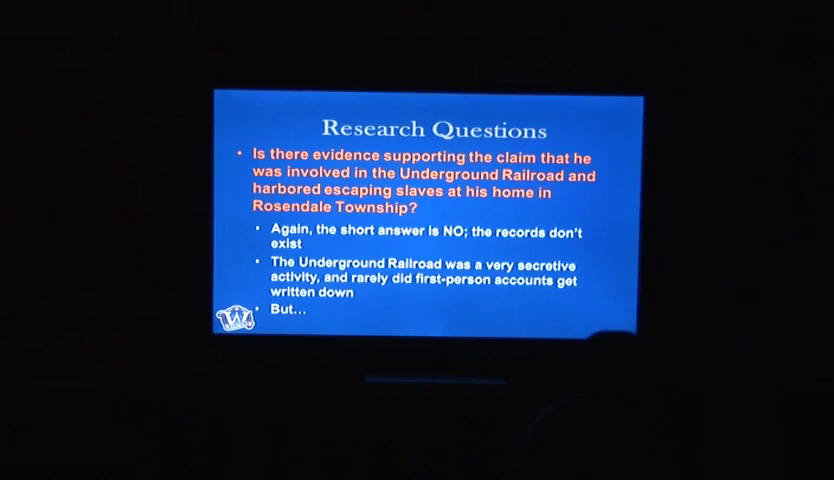 Research Questions
• Is there evidence supporting the claim that he
was involved in the Underground Railroad and
harbored escaping slaves at his home in
Rosendale Township?
• Again, the short answer is NO; the records don't
exist
• The Underground Railroad was a very secretive
activity, and rarely did first-person accounts get
written down
• But...
W